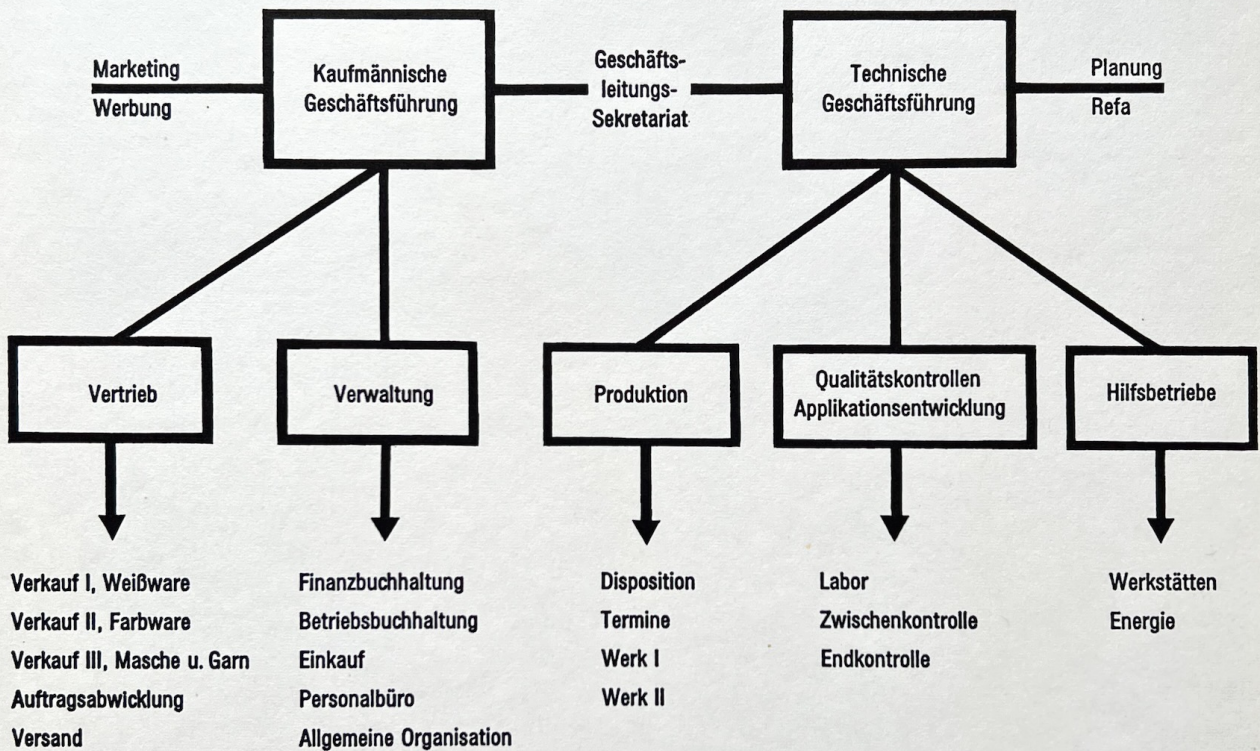 Marketing
Werbung
Kaufmännische
Geschäftsführung
Geschäfts-
leitungs-
Sekretariat
Technische
Geschäftsführung
Planung
Refa
Vertrieb
Verwaltung
Produktion
Qualitätskontrollen
Applikationsentwicklung
Hilfsbetriebe
Verkauf I, Weißware
Verkauf II, Farbware
Verkauf III, Masche u. Garn
Auftragsabwicklung
Versand
Finanzbuchhaltung
Betriebsbuchhaltung
Einkauf
Personalbüro
Allgemeine Organisation
Disposition
Termine
Werk I
Werk II
Labor
Zwischenkontrolle
Endkontrolle
Werkstätten
Energie